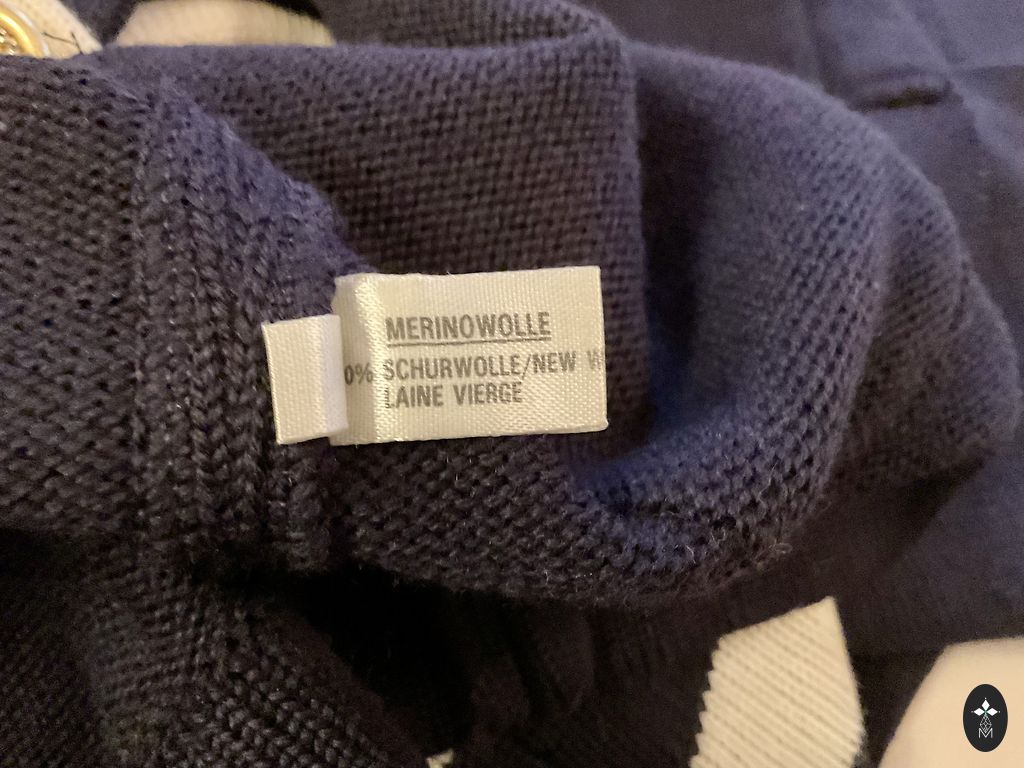 MERINOWOLLE
0% SCHURWOLLE/NEW W
LAINE VIERGE
M